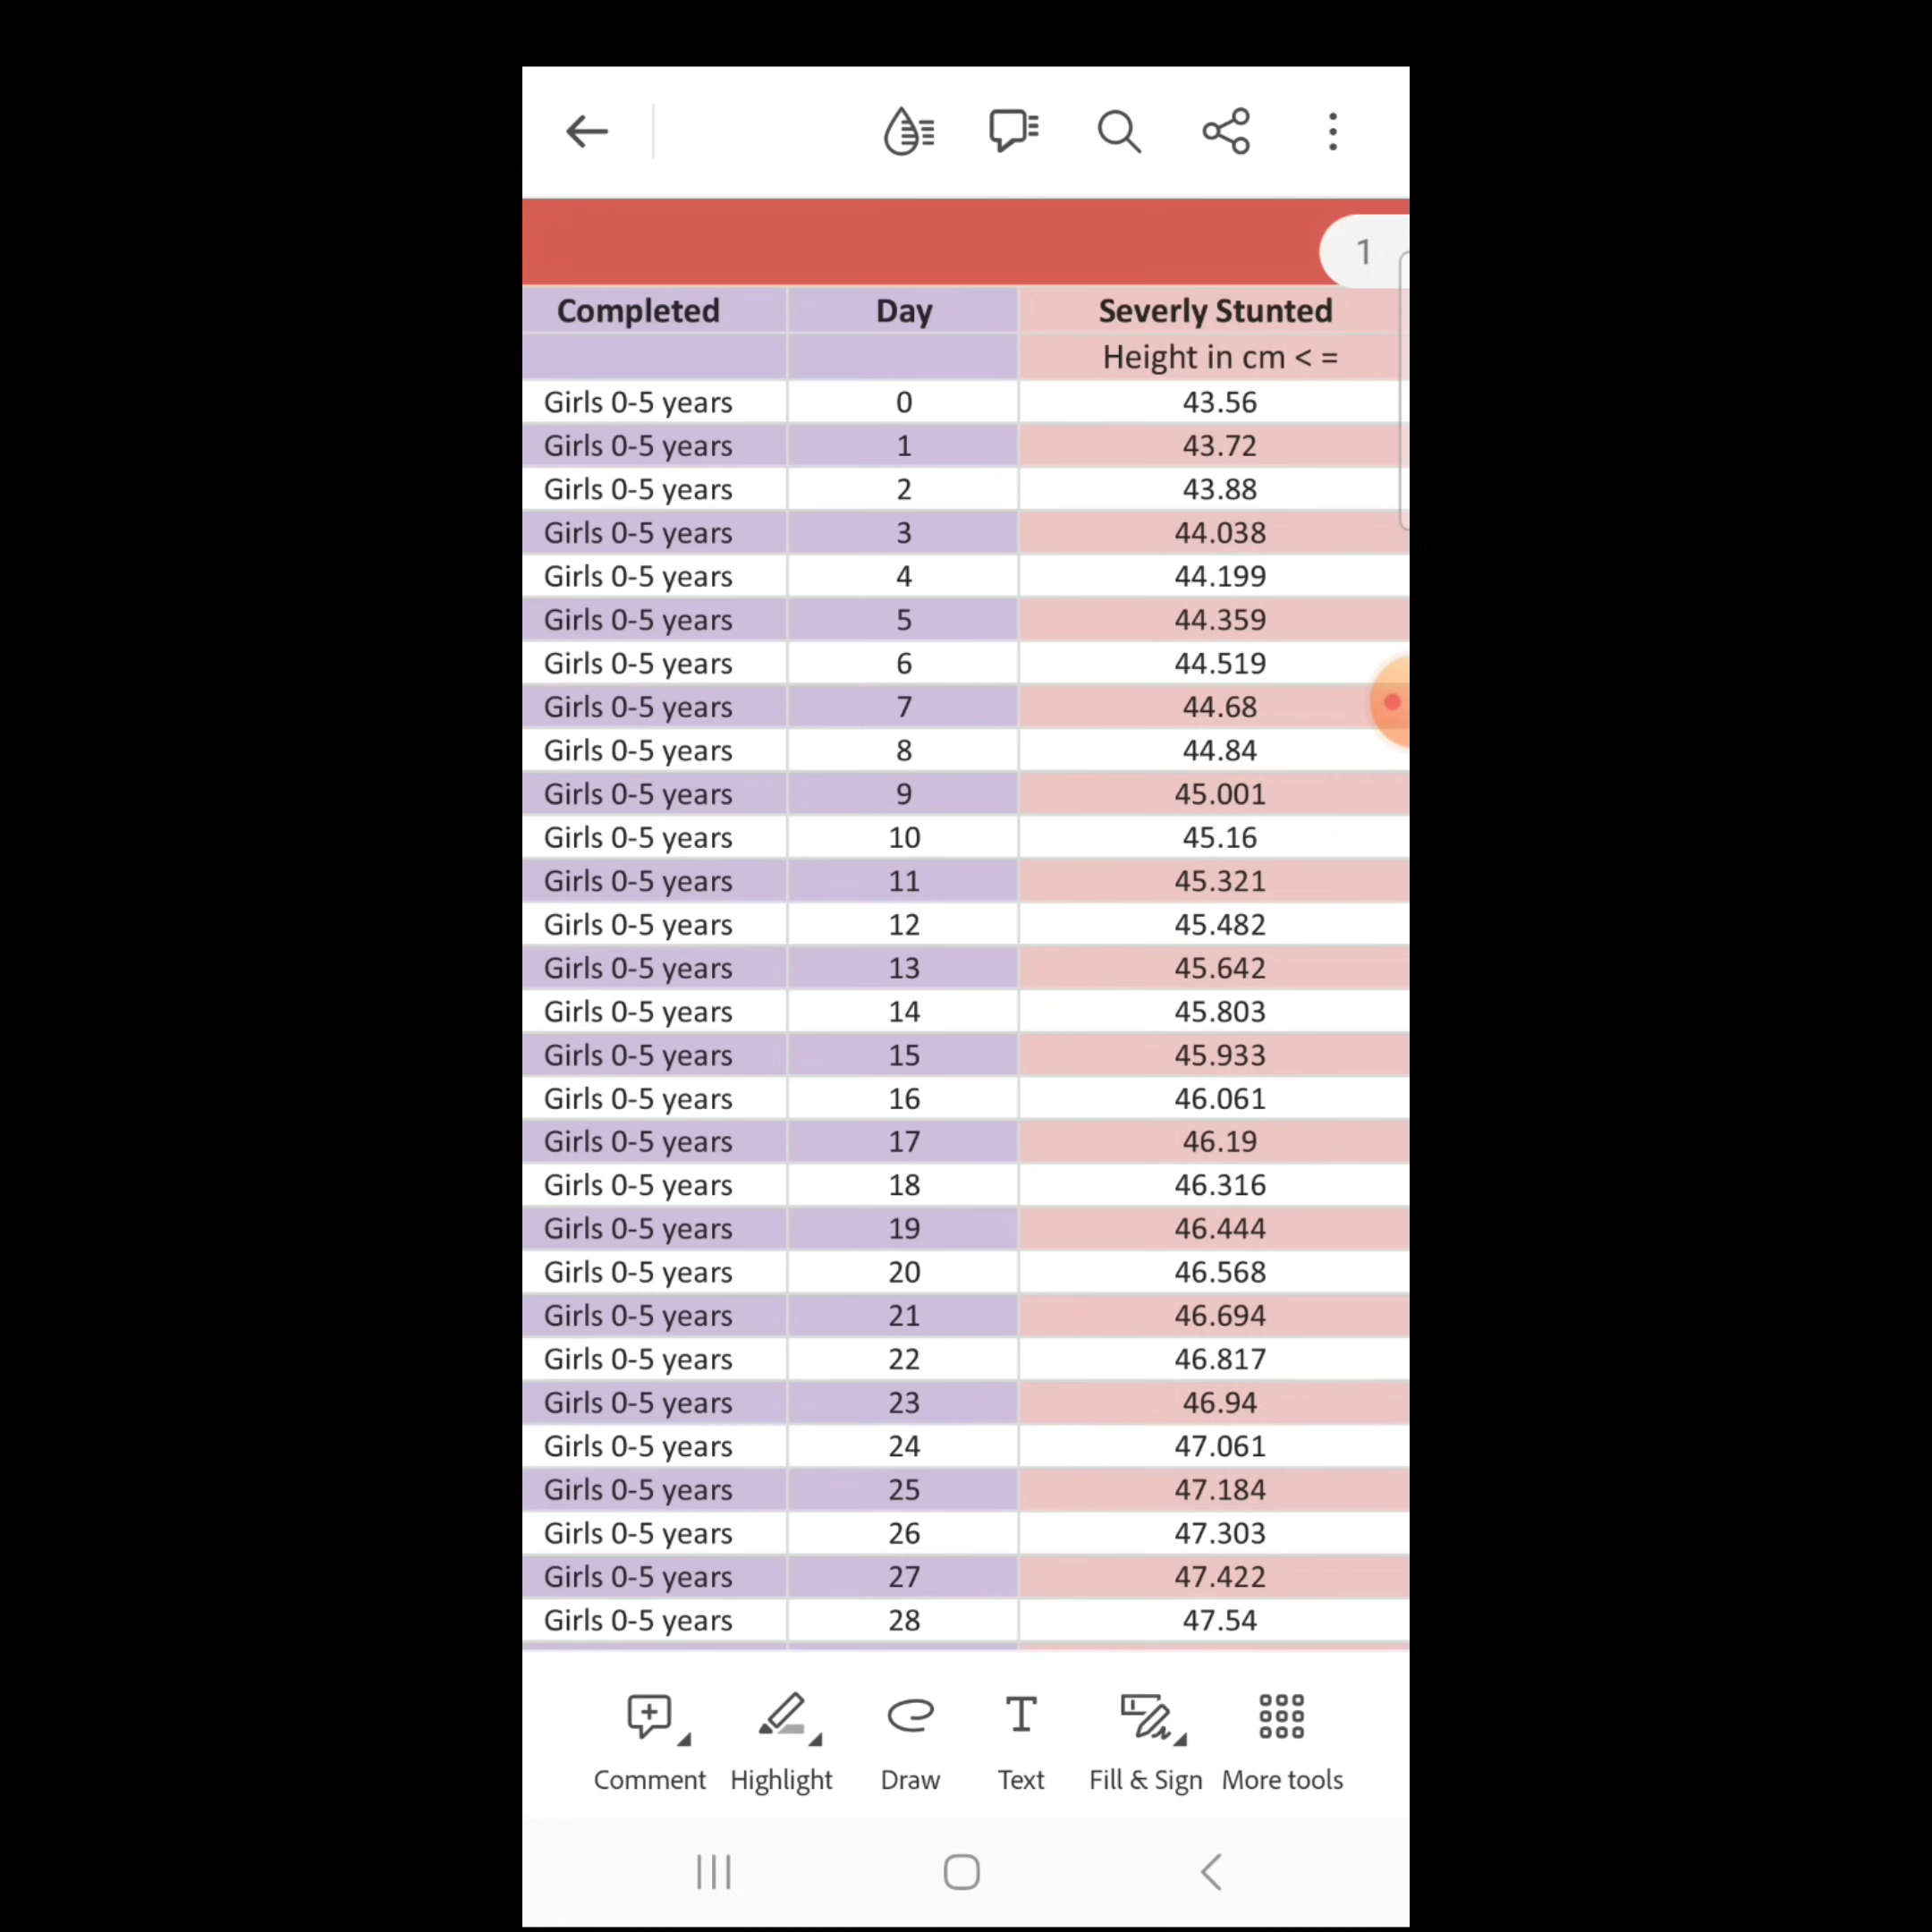 1
Completed Day Severly Stunted
Height in cm < =
Girls 0-5 years 0 43.56
Girls 0-5 years 1 43.72
Girls 0-5 years 2 43.88
Girls 0-5 years 3 44.038
Girls 0-5 years 4 44.199
Girls 0-5 years 5 44.359
Girls 0-5 years 6 44.519
Girls 0-5 years 7 44.68
Girls 0-5 years 8 44.84
Girls 0-5 years 9 45.001
Girls 0-5 years 10 45.16
Girls 0-5 years 11 45.321
Girls 0-5 years 12 45.482
Girls 0-5 years 13 45.642
Girls 0-5 years 14 45.803
Girls 0-5 years 15 45.933
Girls 0-5 years 16 46.061
Girls 0-5 years 17 46.19
Girls 0-5 years 18 46.316
Girls 0-5 years 19 46.444
Girls 0-5 years 20 46.568
Girls 0-5 years 21 46.694
Girls 0-5 years 22 46.817
Girls 0-5 years 23 46.94
Girls 0-5 years 24 47.061
Girls 0-5 years 25 47.184
Girls 0-5 years 26 47.303
Girls 0-5 years 27 47.422
Girls 0-5 years 28 47.54
Comment Highlight Draw Text Fill & Sign More tools